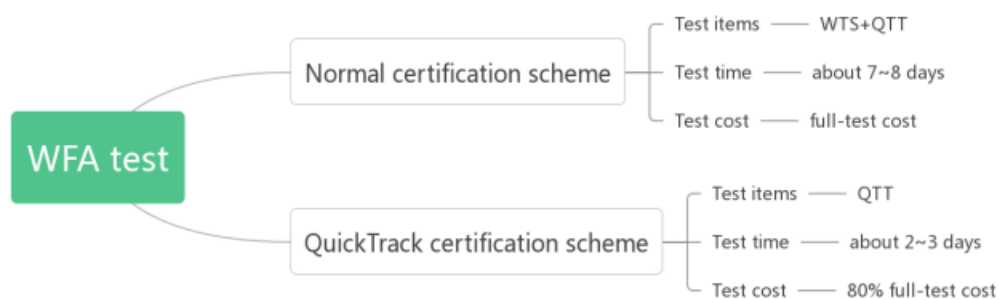 WFA test
Normal certification scheme
Test items
WTS+QTT
Test time
about 7~8 days
Test cost
full-test cost
QuickTrack certification scheme
Test items
QTT
Test time
about 2~3 days
Test cost
80% full-test cost